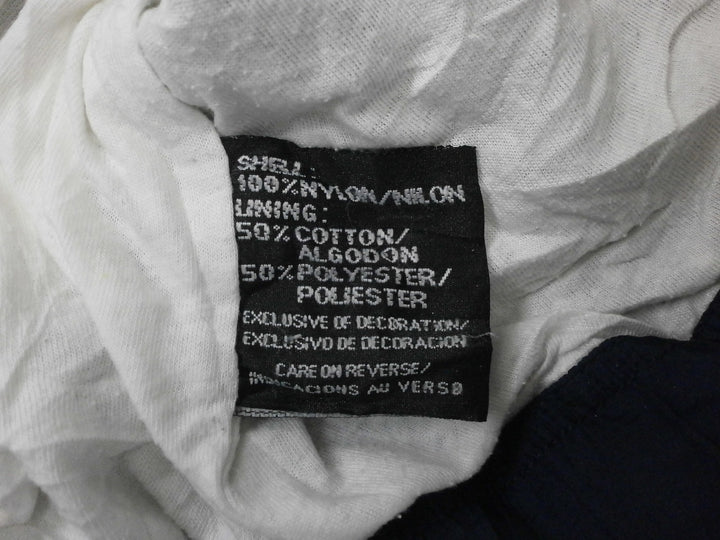 SHELL:
100%NYLON/NILON
LINING:
50%COTTON/
ALGODON
50%POLYESTER/
POLIESTER
EXCLUSIVE OF DECORATION/
EXCLUSIVO DE DECORACION
CARE ON REVERSE/
INDICACIONS AU VERSO